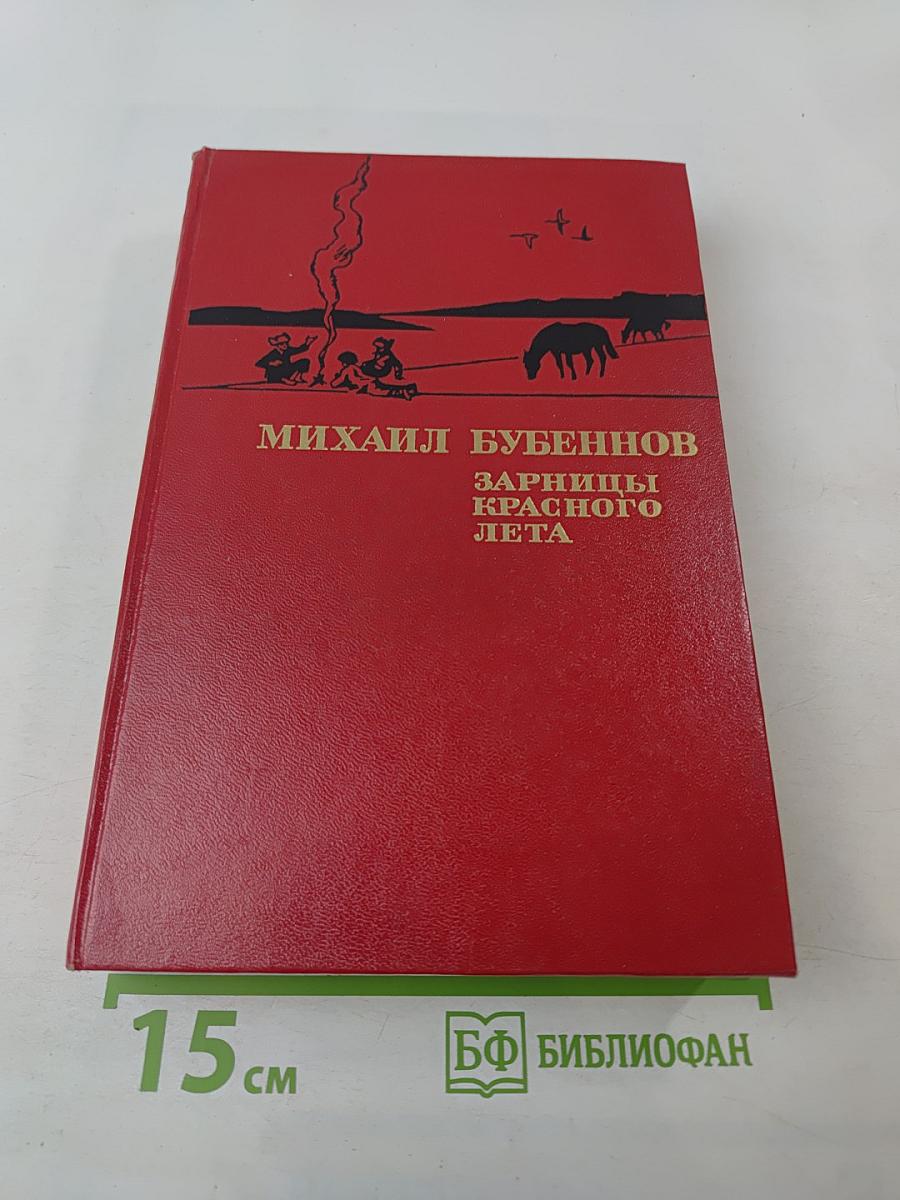 МИХАИЛ БУБЕННОВ
ЗАРНИЦЫ
КРАСНОГО
ЛЕТА
15 см
БФ БИБЛИОФАН